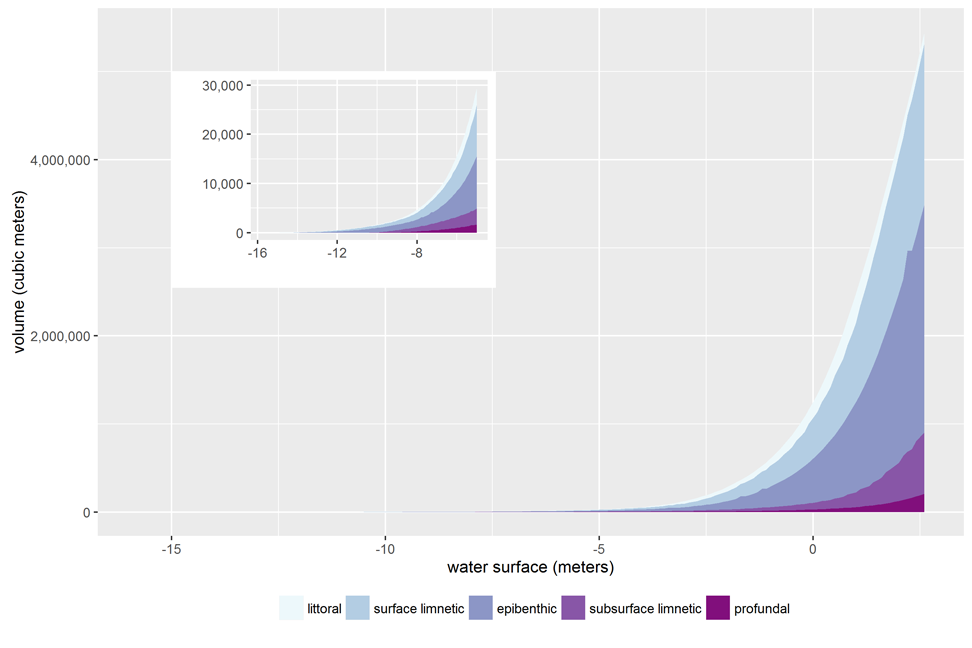 30,000
20,000
10,000
0
-16 -12 -8
4,000,000
2,000,000
0
volume (cubic meters)
-15 -10 -5 0
water surface (meters)
littoral surface limnetic epibenthic subsurface limnetic profundal